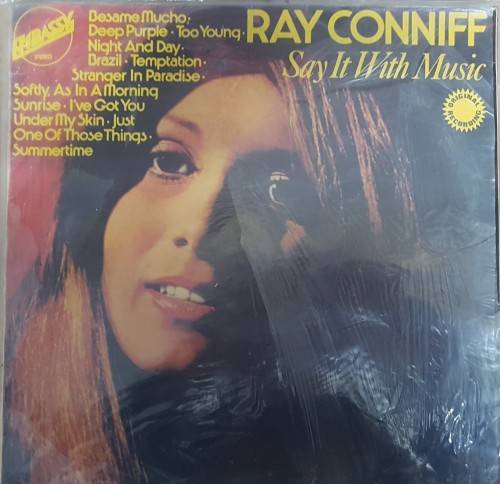 EMBASSY
STEREO
Besame Mucho·
Deep Purple · Too Young·
Night And Day·
Brazil · Temptation·
Stranger In Paradise·
Softly, As In A Morning
Sunrise · I've Got You
Under My Skin · Just
One Of Those Things·
Summertime
RAY CONNIFF
Say It With Music
ORIGINAL
RECORDING